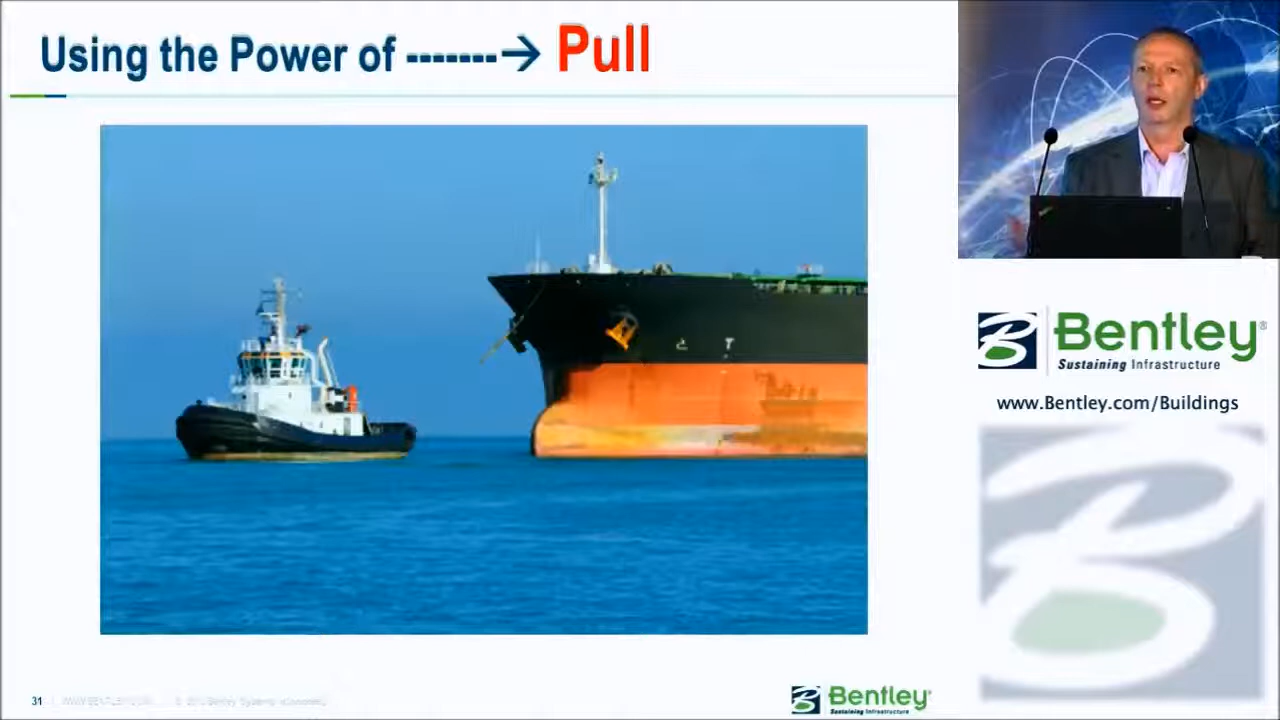 Using the Power of -------→ Pull
Bentley®
Sustaining Infrastructure
www.Bentley.com/Buildings
31
Bentley®
Sustaining Infrastructure